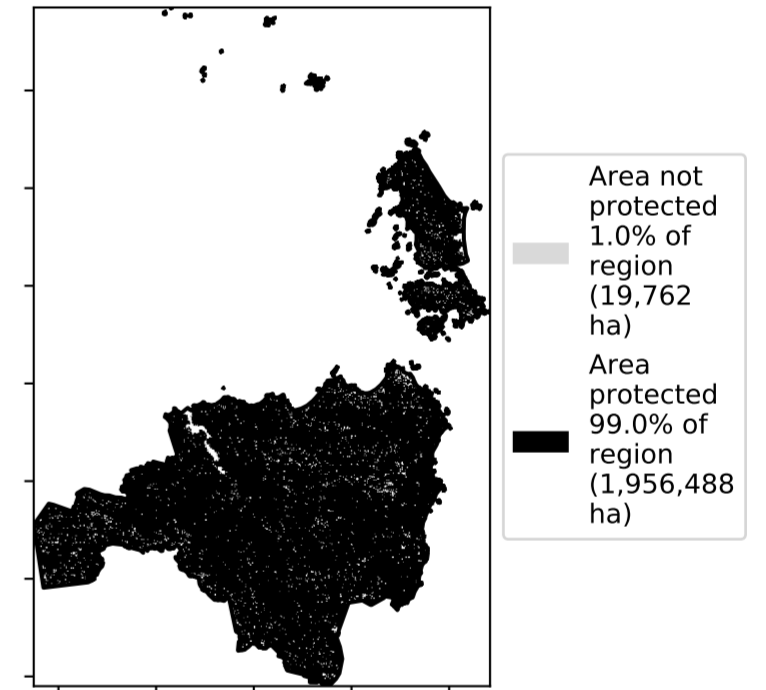 Area not
protected
1.0% of
region
(19,762
ha)
Area
protected
99.0% of
region
(1,956,488
ha)